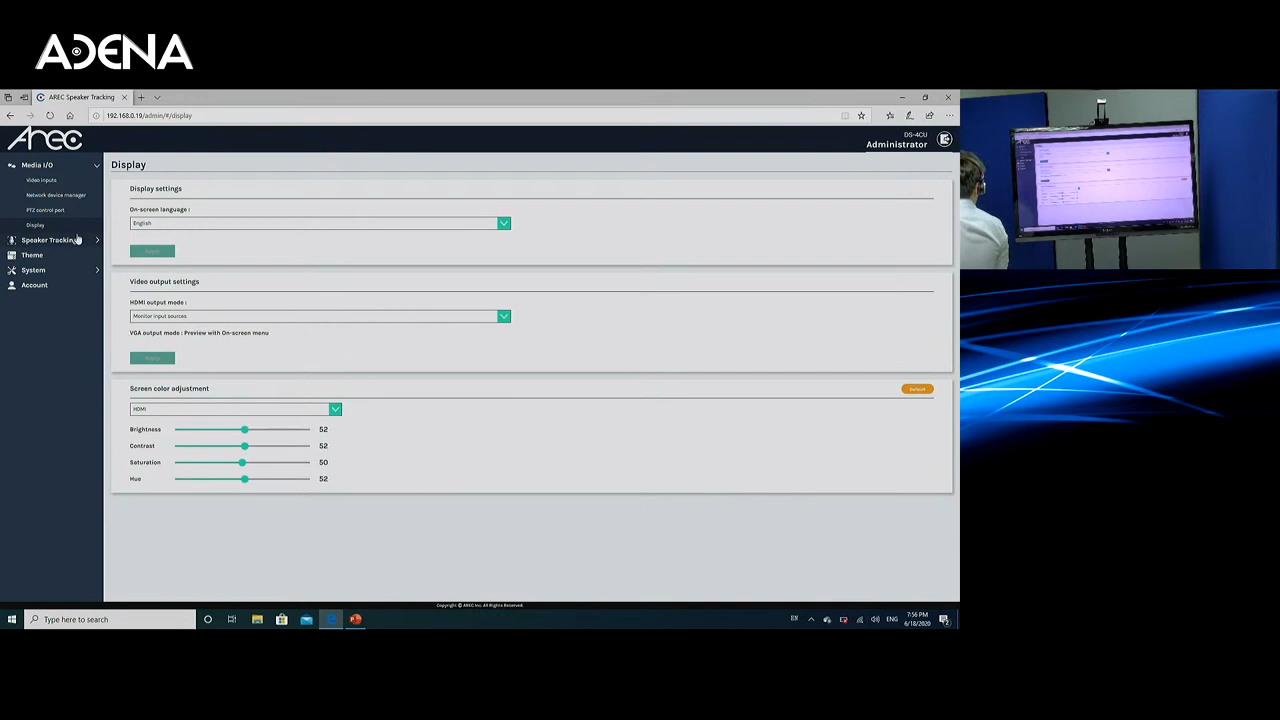 ADENA
AREC Speaker Tracking
192.168.0.19/admin/#/display
Arec
DS-4CU
Administrator
Media I/O
Video inputs
Network device manager
PTZ control port
Display
Speaker Tracking
Theme
System
Account
Display
Display settings
On-screen language :
English
Apply
Video output settings
HDMI output mode :
Monitor input sources
VGA output mode : Preview with On-screen menu
Apply
Screen color adjustment
Default
HDMI
Brightness 52
Contrast 52
Saturation 50
Hue 52
Copyright © AREC Inc. All Rights Reserved.
Type here to search
EN
ENG
7:56 PM
6/18/2020